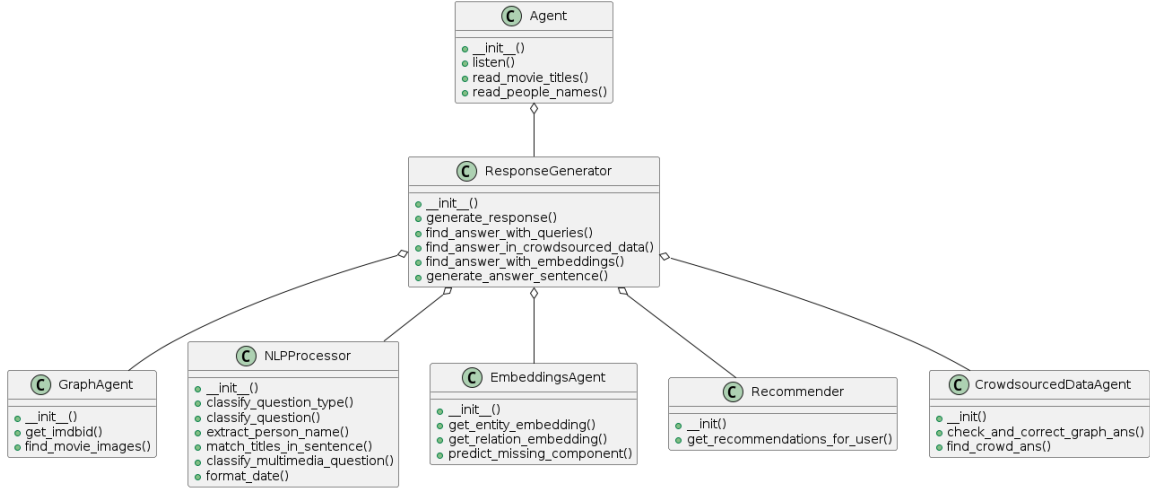 C Agent
__init__()
listen()
read_movie_titles()
read_people_names()
C ResponseGenerator
__init__()
generate_response()
find_answer_with_queries()
find_answer_in_crowdsourced_data()
find_answer_with_embeddings()
generate_answer_sentence()
C GraphAgent
__init__()
get_imdbid()
find_movie_images()
C NLPProcessor
__init__()
classify_question_type()
classify_question()
extract_person_name()
match_titles_in_sentence()
classify_multimedia_question()
format_date()
C EmbeddingsAgent
__init__()
get_entity_embedding()
get_relation_embedding()
predict_missing_component()
C Recommender
__init()
get_recommendations_for_user()
C CrowdsourcedDataAgent
__init()
check_and_correct_graph_ans()
find_crowd_ans()